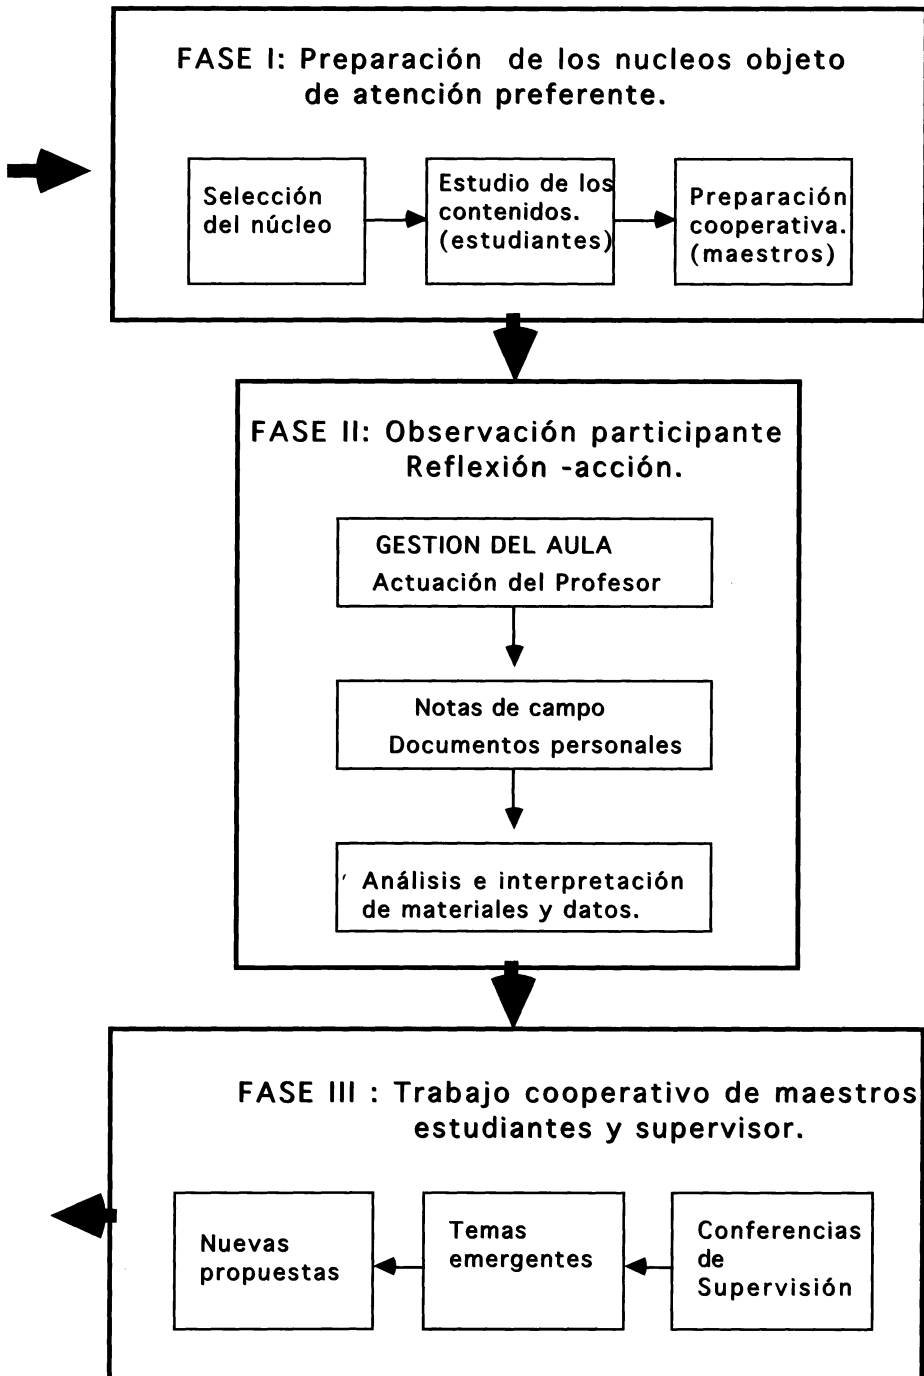 FASE I: Preparación de los nucleos objeto
de atención preferente.
Selección
del núcleo
Estudio de los
contenidos.
(estudiantes)
Preparación
cooperativa.
(maestros)
FASE II: Observación participante
Reflexión -acción.
GESTION DEL AULA
Actuación del Profesor
Notas de campo
Documentos personales
Análisis e interpretación
de materiales y datos.
FASE III : Trabajo cooperativo de maestros
estudiantes y supervisor.
Nuevas
propuestas
Temas
emergentes
Conferencias
de
Supervisión